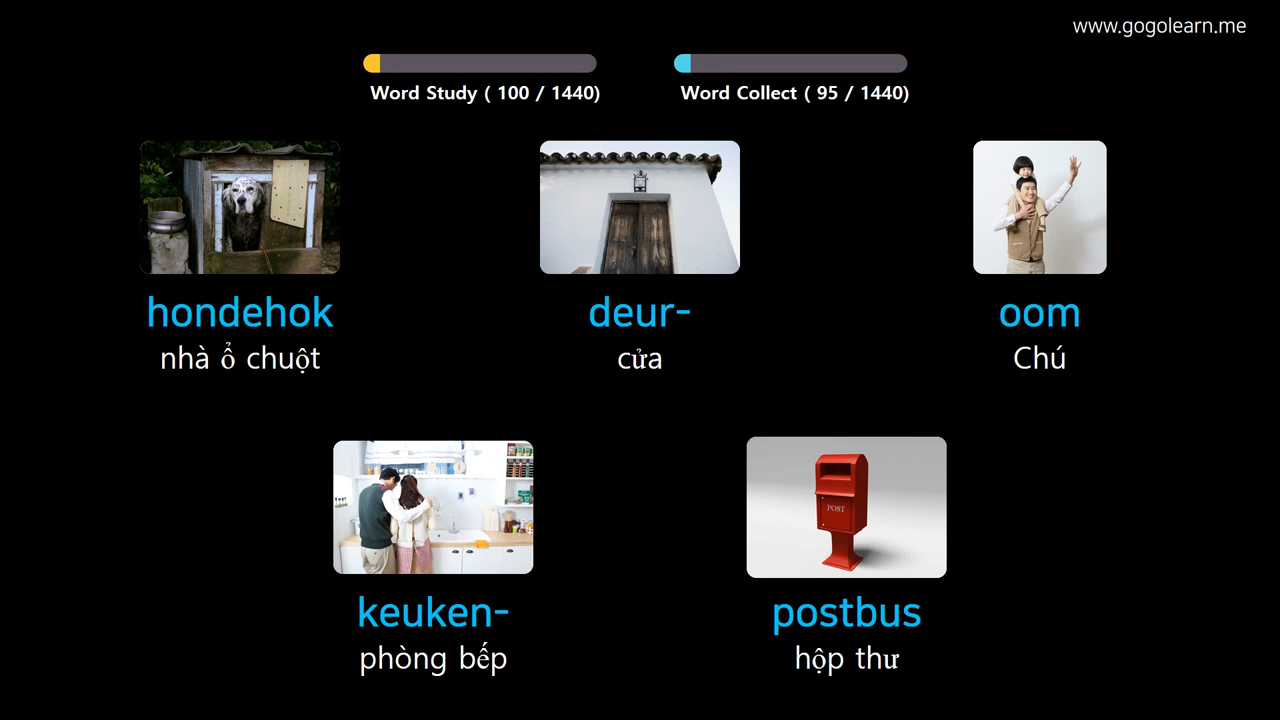 www.gogolearn.me
Word Study ( 100 / 1440)
Word Collect ( 95 / 1440)
hondehok
nhà ổ chuột
deur-
cửa
oom
Chú
POST
keuken-
phòng bếp
postbus
hộp thư